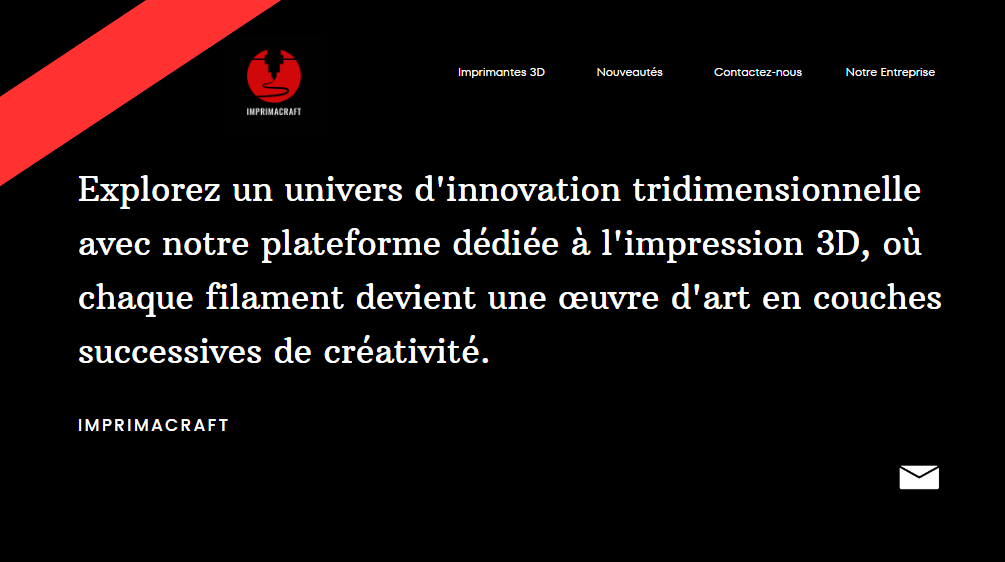 IMPRIMACRAFT
Imprimantes 3D Nouveautés Contactez-nous Notre Entreprise
Explorez un univers d'innovation tridimensionnelle
avec notre plateforme dédiée à l'impression 3D, où
chaque filament devient une œuvre d'art en couches
successives de créativité.
IMPRIMACRAFT